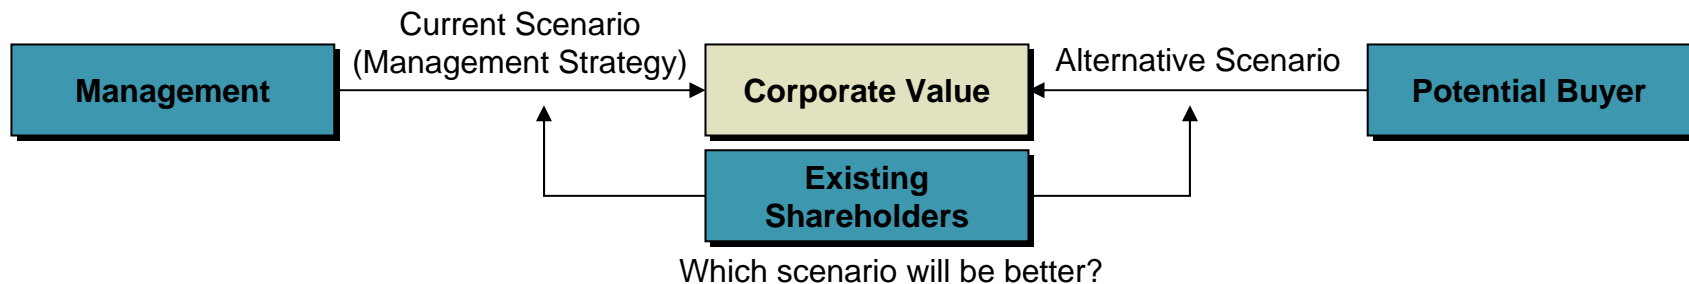 Current Scenario
(Management Strategy)
Management
Corporate Value
Alternative Scenario
Potential Buyer
Existing
Shareholders
Which scenario will be better?